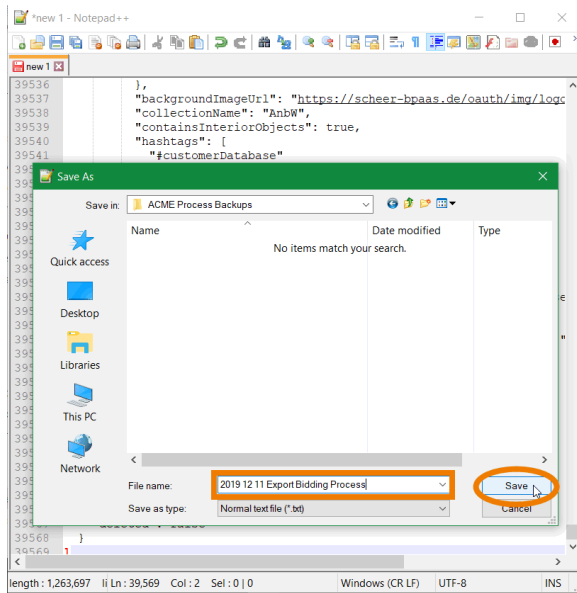 *new 1 - Notepad++
new 1
39536 },
39537 "backgroundImageUrl": "https://scheer-bpaas.de/oauth/img/logo
39538 "collectionName": "AnbW",
39539 "containsInteriorObjects": true,
39540 "hashtags": [
39541 "#customerDatabase"
Save As
Save in: ACME Process Backups
Name Date modified Type
No items match your search.
Quick access
Desktop
Libraries
This PC
Network
File name: 2019 12 11 Export Bidding Process Save
Save as type: Normal text file (*.txt) Cancel
39568 }
39569 ]
length : 1,263,697 li Ln : 39,569 Col : 2 Sel : 0 | 0 Windows (CR LF) UTF-8 INS